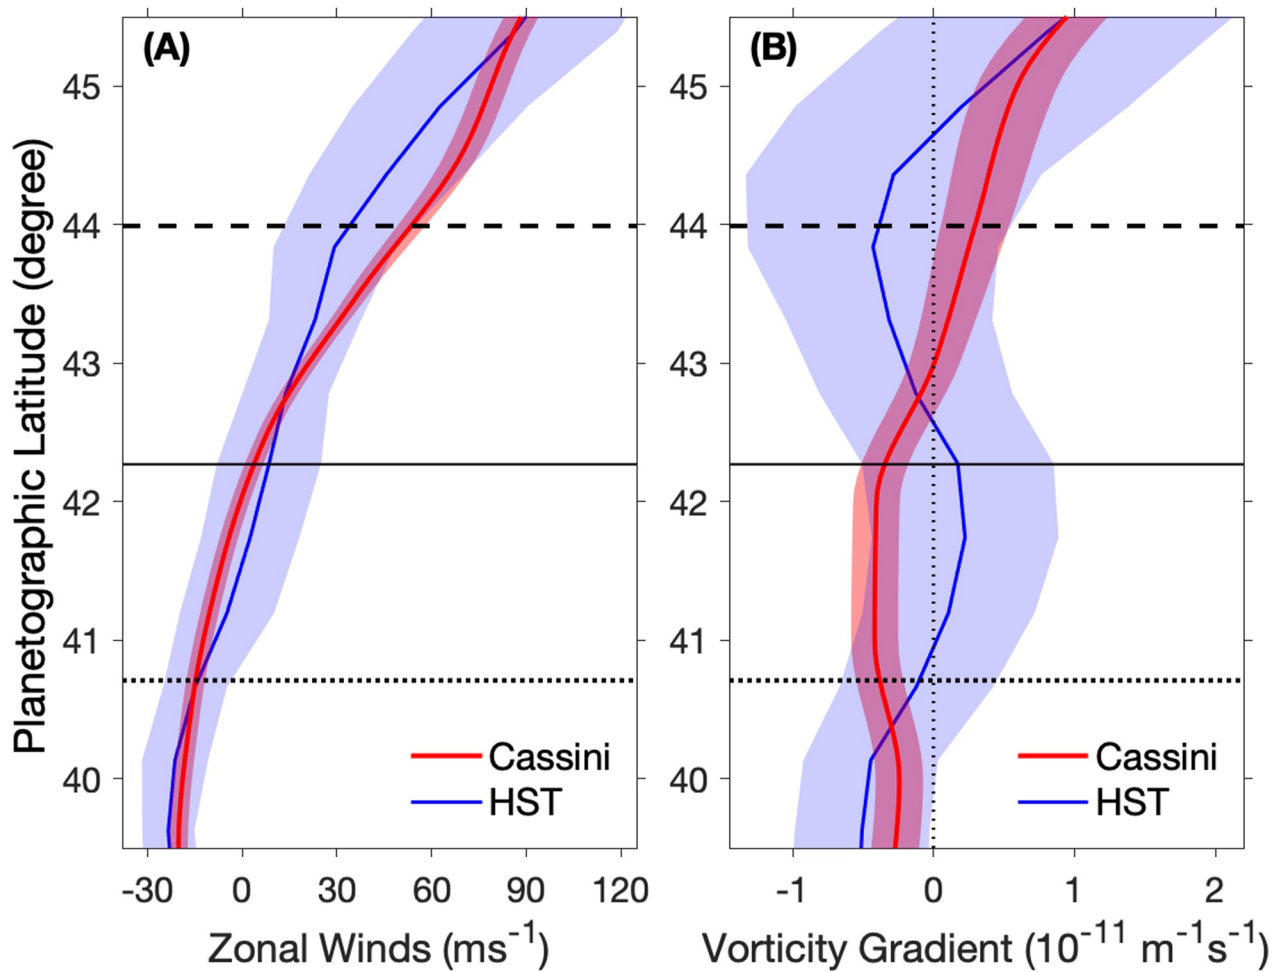 (A)
(B)
Planetographic Latitude (degree)
45
44
43
42
41
40
45
44
43
42
41
40
Cassini
HST
Cassini
HST
-30 0 30 60 90 120
-1 0 1 2
Zonal Winds (ms⁻¹)
Vorticity Gradient (10⁻¹¹ m⁻¹s⁻¹)